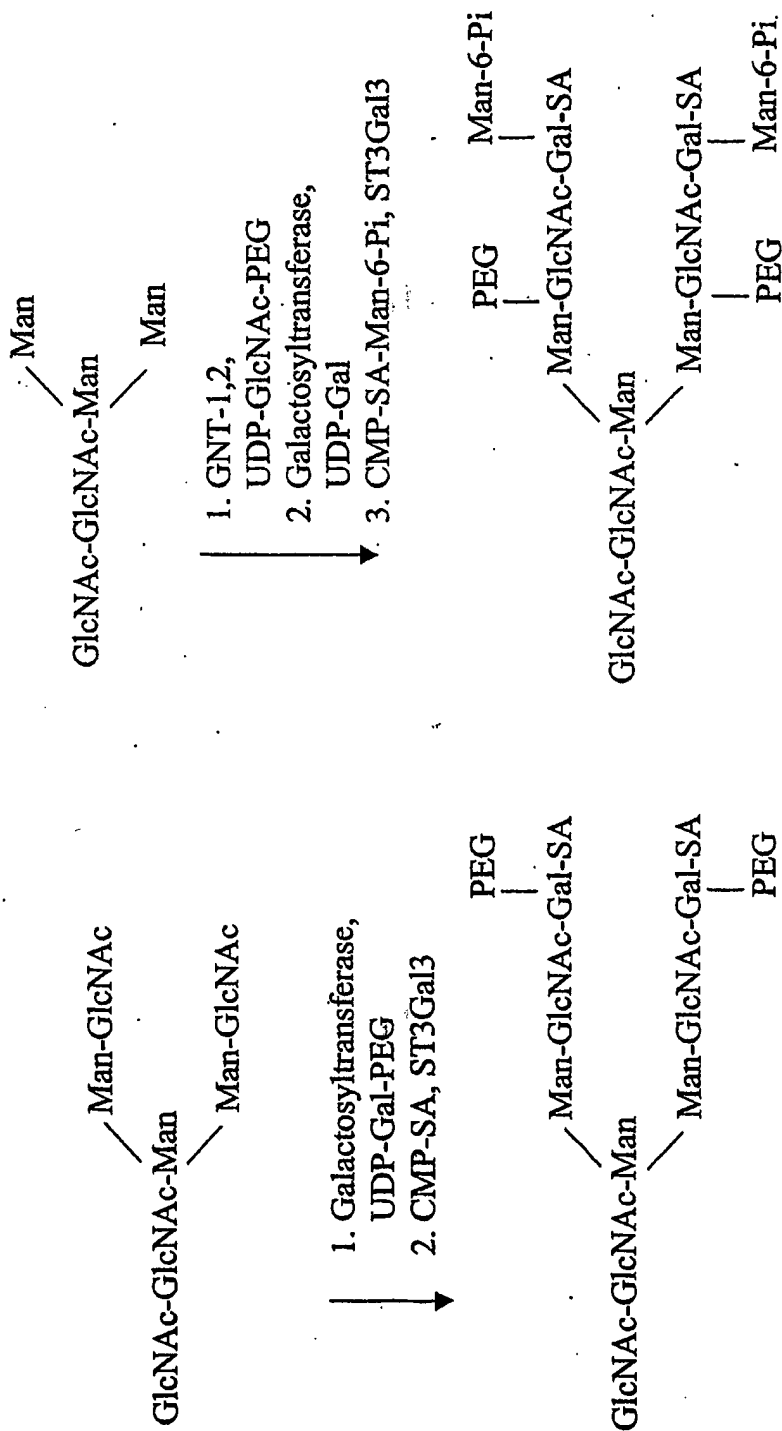 Man-GlcNAc
GlcNAc-GlcNAc-Man
Man-GlcNAc
1. Galactosyltransferase,
UDP-Gal-PEG
2. CMP-SA, ST3Gal3
PEG
Man-GlcNAc-Gal-SA
GlcNAc-GlcNAc-Man
Man-GlcNAc-Gal-SA
PEG
Man
GlcNAc-GlcNAc-Man
Man
1. GNT-1,2,
UDP-GlcNAc-PEG
2. Galactosyltransferase,
UDP-Gal
3. CMP-SA-Man-6-Pi, ST3Gal3
PEG Man-6-Pi
Man-GlcNAc-Gal-SA
GlcNAc-GlcNAc-Man
Man-GlcNAc-Gal-SA
PEG Man-6-Pi